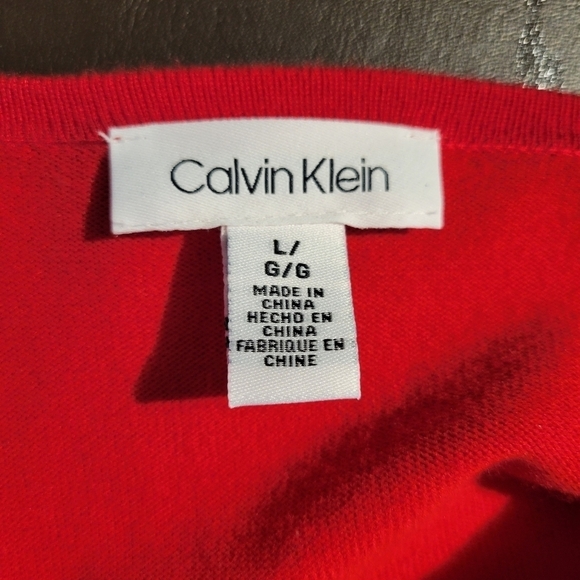 Calvin Klein
L/
G/G
MADE IN
CHINA
HECHO EN
CHINA
FABRIQUE EN
CHINE